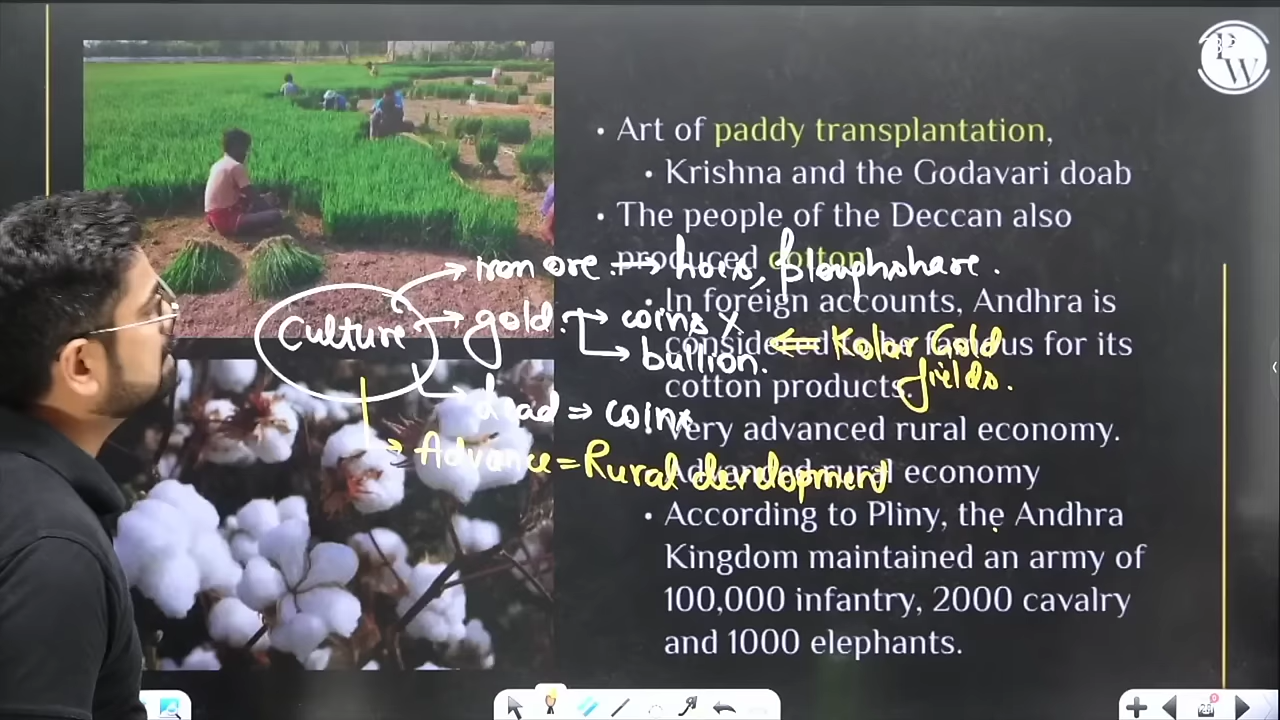 PW
• Art of paddy transplantation,
• Krishna and the Godavari doab
• The people of the Deccan also
produced cotton
iron ore → hoes, ploughshare.
• In foreign accounts, Andhra is
Culture → gold. → coins X
considered to be famous for its
→ bullion. ⇐ Kolar Gold
fields.
cotton products.
lead ⇒ coins
Very advanced rural economy.
Advance = Rural development
Advanced rural economy
• According to Pliny, the Andhra
Kingdom maintained an army of
100,000 infantry, 2000 cavalry
and 1000 elephants.